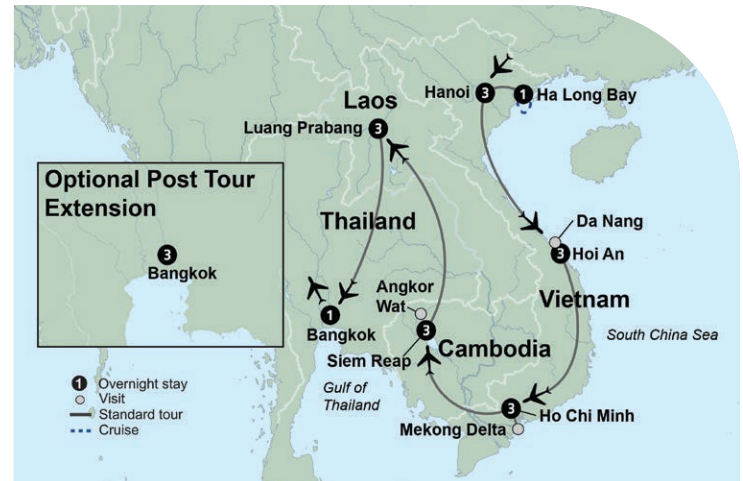 Hanoi
3
1
Ha Long Bay
Laos
Luang Prabang
3
Optional Post Tour
Extension
3
Bangkok
Thailand
Da Nang
3
Hoi An
Angkor
Wat
Vietnam
1
Bangkok
3
Siem Reap
Cambodia
South China Sea
Gulf of
Thailand
3
Ho Chi Minh
Mekong Delta
1 Overnight stay
Visit
Standard tour
Cruise